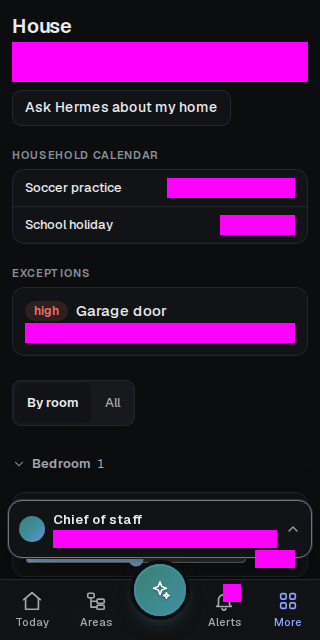 House
Ask Hermes about my home
HOUSEHOLD CALENDAR
Soccer practice
School holiday
EXCEPTIONS
high Garage door
By room All
Bedroom 1
Chief of staff
Today Areas Alerts More